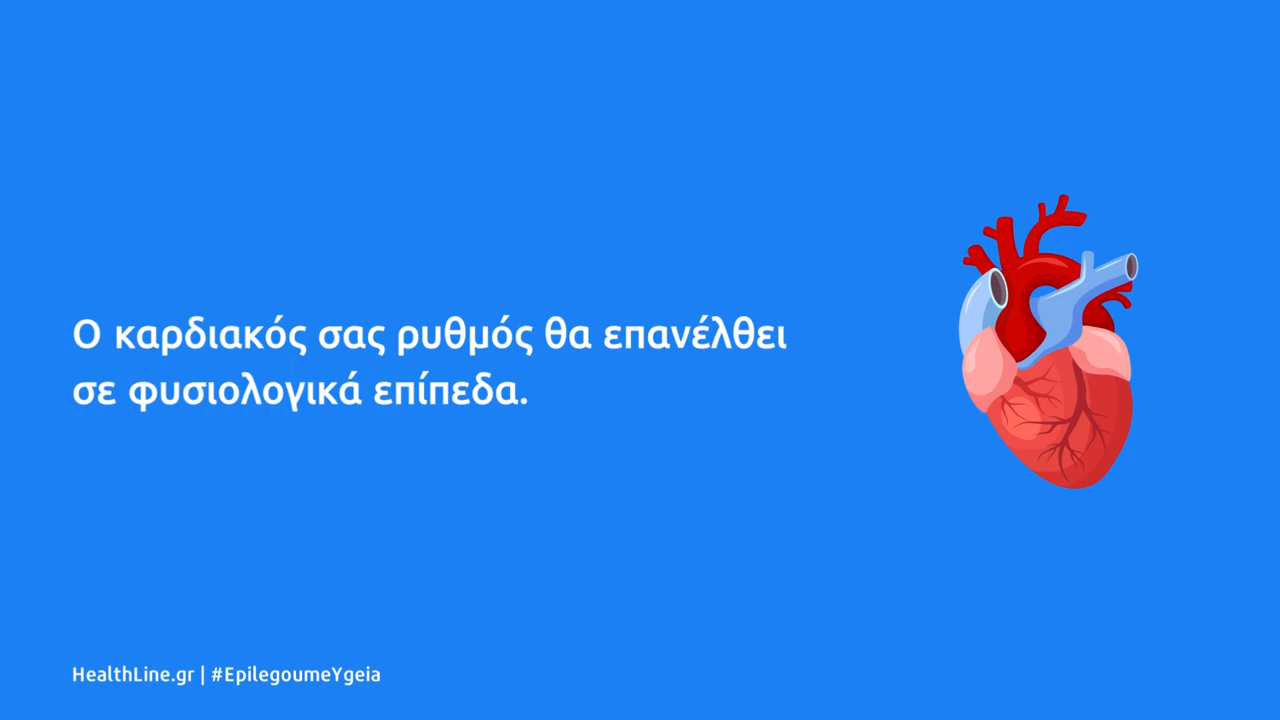 Ο καρδιακός σας ρυθμός θα επανέλθει
σε φυσιολογικά επίπεδα.
HealthLine.gr | #EpilegoumeYgeia